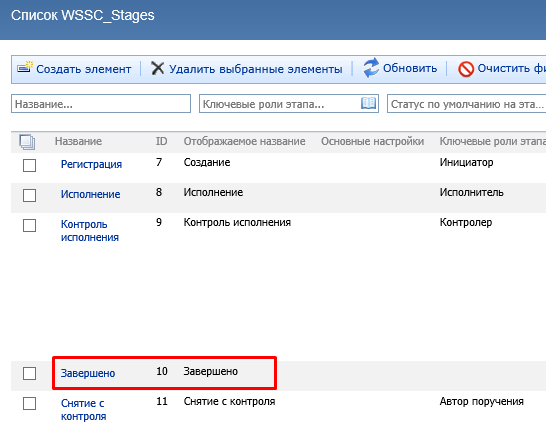 Список WSSC_Stages
Создать элемент Удалить выбранные элементы Обновить Очистить фи
Название... Ключевые роли этапа... Статус по умолчанию на эта...
Название ID Отображаемое название Основные настройки Ключевые роли этапа
Регистрация 7 Создание Инициатор
Исполнение 8 Исполнение Исполнитель
Контроль 9 Контроль исполнения Контролер
исполнения
Завершено 10 Завершено
Снятие с 11 Снятие с контроля Автор поручения
контроля